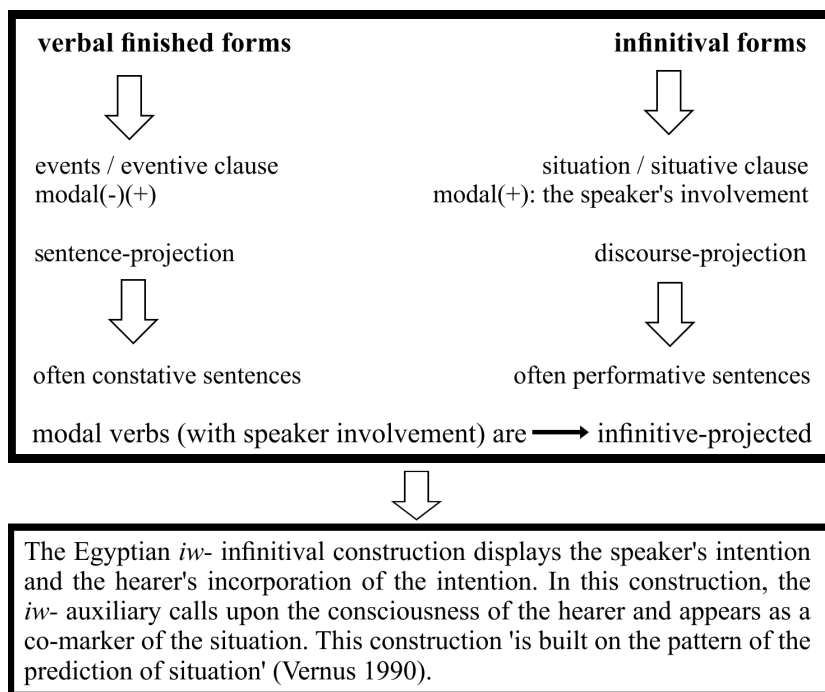 verbal finished forms
infinitival forms
events / eventive clause
situation / situative clause
modal(-)(+)
modal(+): the speaker's involvement
sentence-projection
discourse-projection
often constative sentences
often performative sentences
modal verbs (with speaker involvement) are infinitive-projected
The Egyptian iw- infinitival construction displays the speaker's intention
and the hearer's incorporation of the intention. In this construction, the
iw- auxiliary calls upon the consciousness of the hearer and appears as a
co-marker of the situation. This construction 'is built on the pattern of the
prediction of situation' (Vernus 1990).